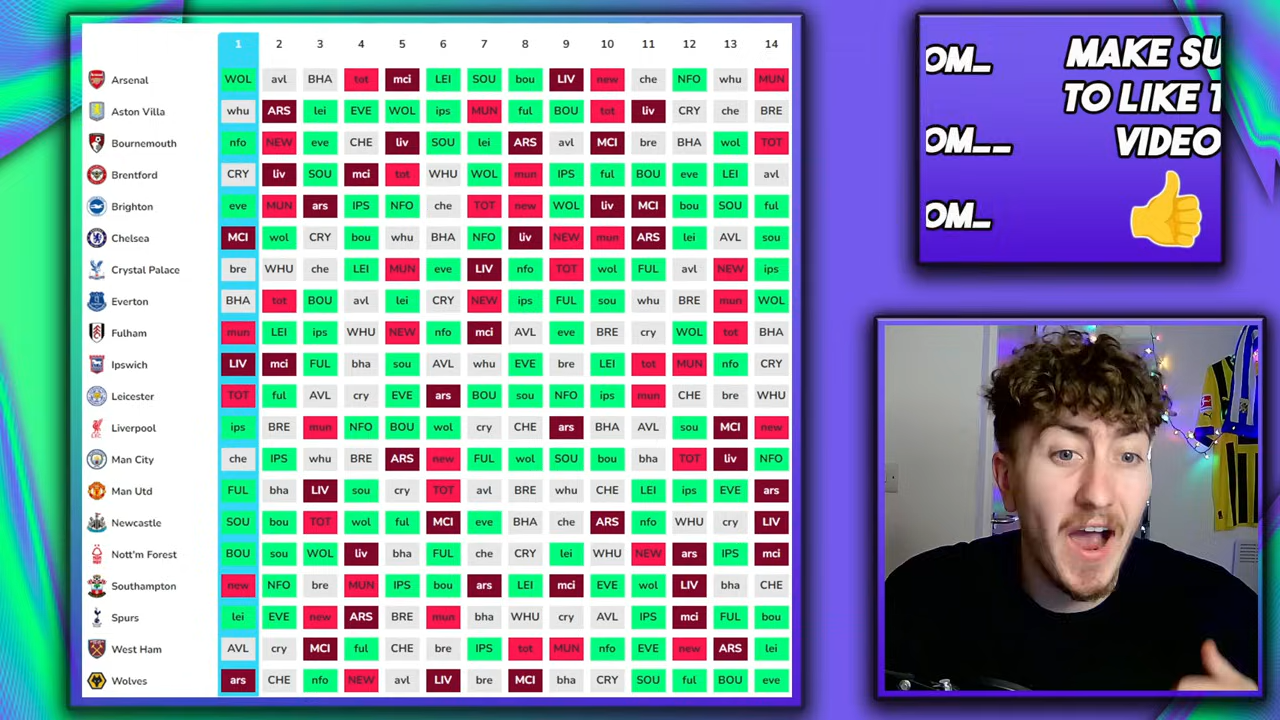 1 2 3 4 5 6 7 8 9 10 11 12 13 14
Arsenal WOL avl BHA tot mci LEI SOU bou LIV new che NFO whu MUN
Aston Villa whu ARS lei EVE WOL ips MUN ful BOU tot liv CRY che BRE
Bournemouth nfo NEW eve CHE liv SOU lei ARS avl MCI bre BHA wol TOT
Brentford CRY liv SOU mci tot WHU WOL mun IPS ful BOU eve LEI avl
Brighton eve MUN ars IPS NFO che TOT new WOL liv MCI bou SOU ful
Chelsea MCI wol CRY bou whu BHA NFO liv NEW mun ARS lei AVL sou
Crystal Palace bre WHU che LEI MUN eve LIV nfo TOT wol FUL avl NEW ips
Everton BHA tot BOU avl lei CRY NEW ips FUL sou whu BRE mun WOL
Fulham mun LEI ips WHU NEW nfo mci AVL eve BRE cry WOL tot BHA
Ipswich LIV mci FUL bha sou AVL whu EVE bre LEI tot MUN nfo CRY
Leicester TOT ful AVL cry EVE ars BOU sou NFO ips mun CHE bre WHU
Liverpool ips BRE mun NFO BOU wol cry CHE ars BHA AVL sou MCI new
Man City che IPS whu BRE ARS new FUL wol SOU bou bha TOT liv NFO
Man Utd FUL bha LIV sou cry TOT avl BRE whu CHE LEI ips EVE ars
Newcastle SOU bou TOT wol ful MCI eve BHA che ARS nfo WHU cry LIV
Nott'm Forest BOU sou WOL liv bha FUL che CRY lei WHU NEW ars IPS mci
Southampton new NFO bre MUN IPS bou ars LEI mci EVE wol LIV bha CHE
Spurs lei EVE new ARS BRE mun bha WHU cry AVL IPS mci FUL bou
West Ham AVL cry MCI ful CHE bre IPS tot MUN nfo EVE new ARS lei
Wolves ars CHE nfo NEW avl LIV bre MCI bha CRY SOU ful BOU eve
OM_
OM__
OM_
MAKE SU
TO LIKE T
VIDEO